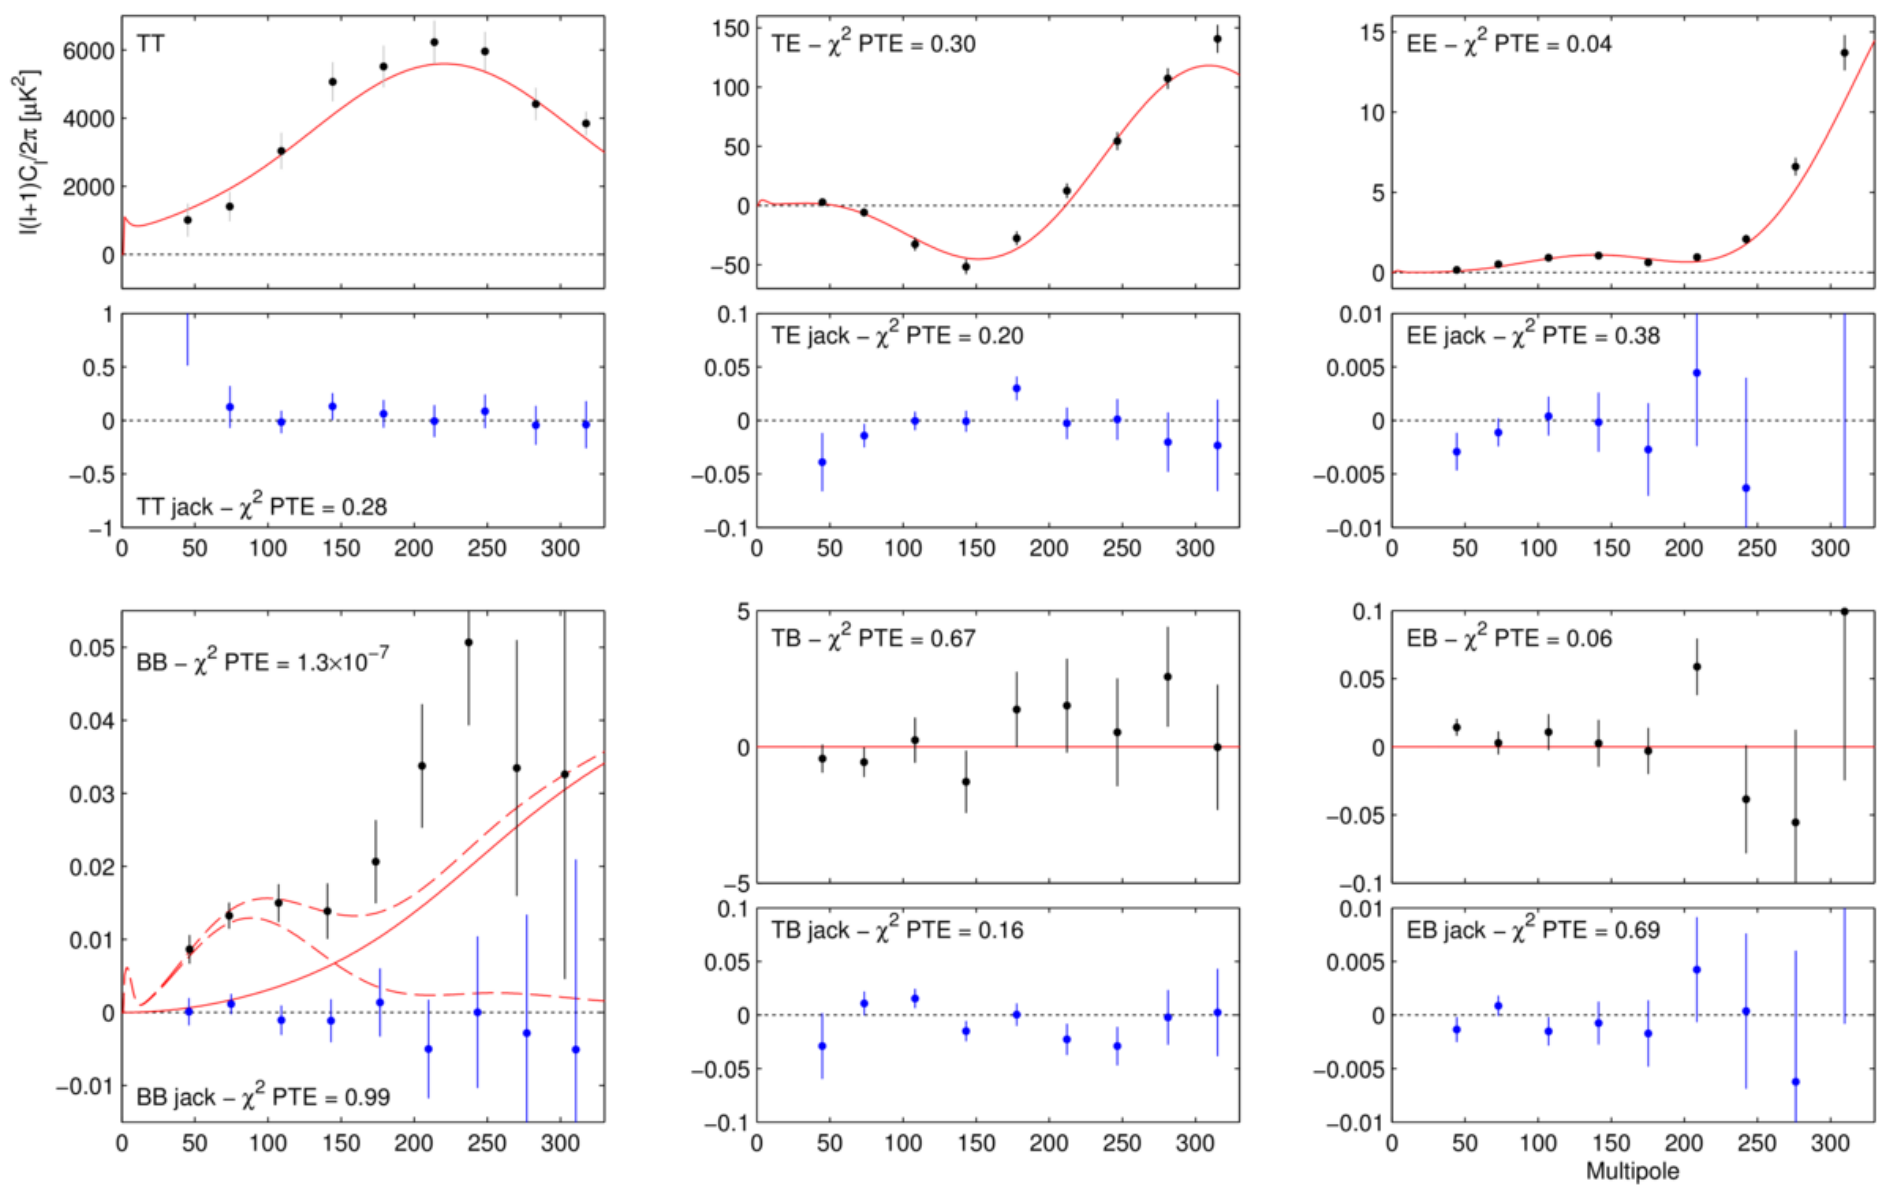 l(l+1)C_l/2π [μK²]
TT
6000
4000
2000
0
TE − χ² PTE = 0.30
150
100
50
0
−50
EE − χ² PTE = 0.04
15
10
5
0
1
0.5
0
−0.5
−1
TT jack − χ² PTE = 0.28
0 50 100 150 200 250 300
TE jack − χ² PTE = 0.20
0.1
0.05
0
−0.05
−0.1
0 50 100 150 200 250 300
EE jack − χ² PTE = 0.38
0.01
0.005
0
−0.005
−0.01
50 100 150 200 250 300
BB − χ² PTE = 1.3×10⁻⁷
0.05
0.04
0.03
0.02
0.01
0
−0.01
BB jack − χ² PTE = 0.99
0 50 100 150 200 250 300
TB − χ² PTE = 0.67
5
0
−5
EB − χ² PTE = 0.06
0.1
0.05
0
−0.05
−0.1
TB jack − χ² PTE = 0.16
0.1
0.05
0
−0.05
−0.1
0 50 100 150 200 250 300
EB jack − χ² PTE = 0.69
0.01
0.005
0
−0.005
−0.01
50 100 150 200 250 300
Multipole